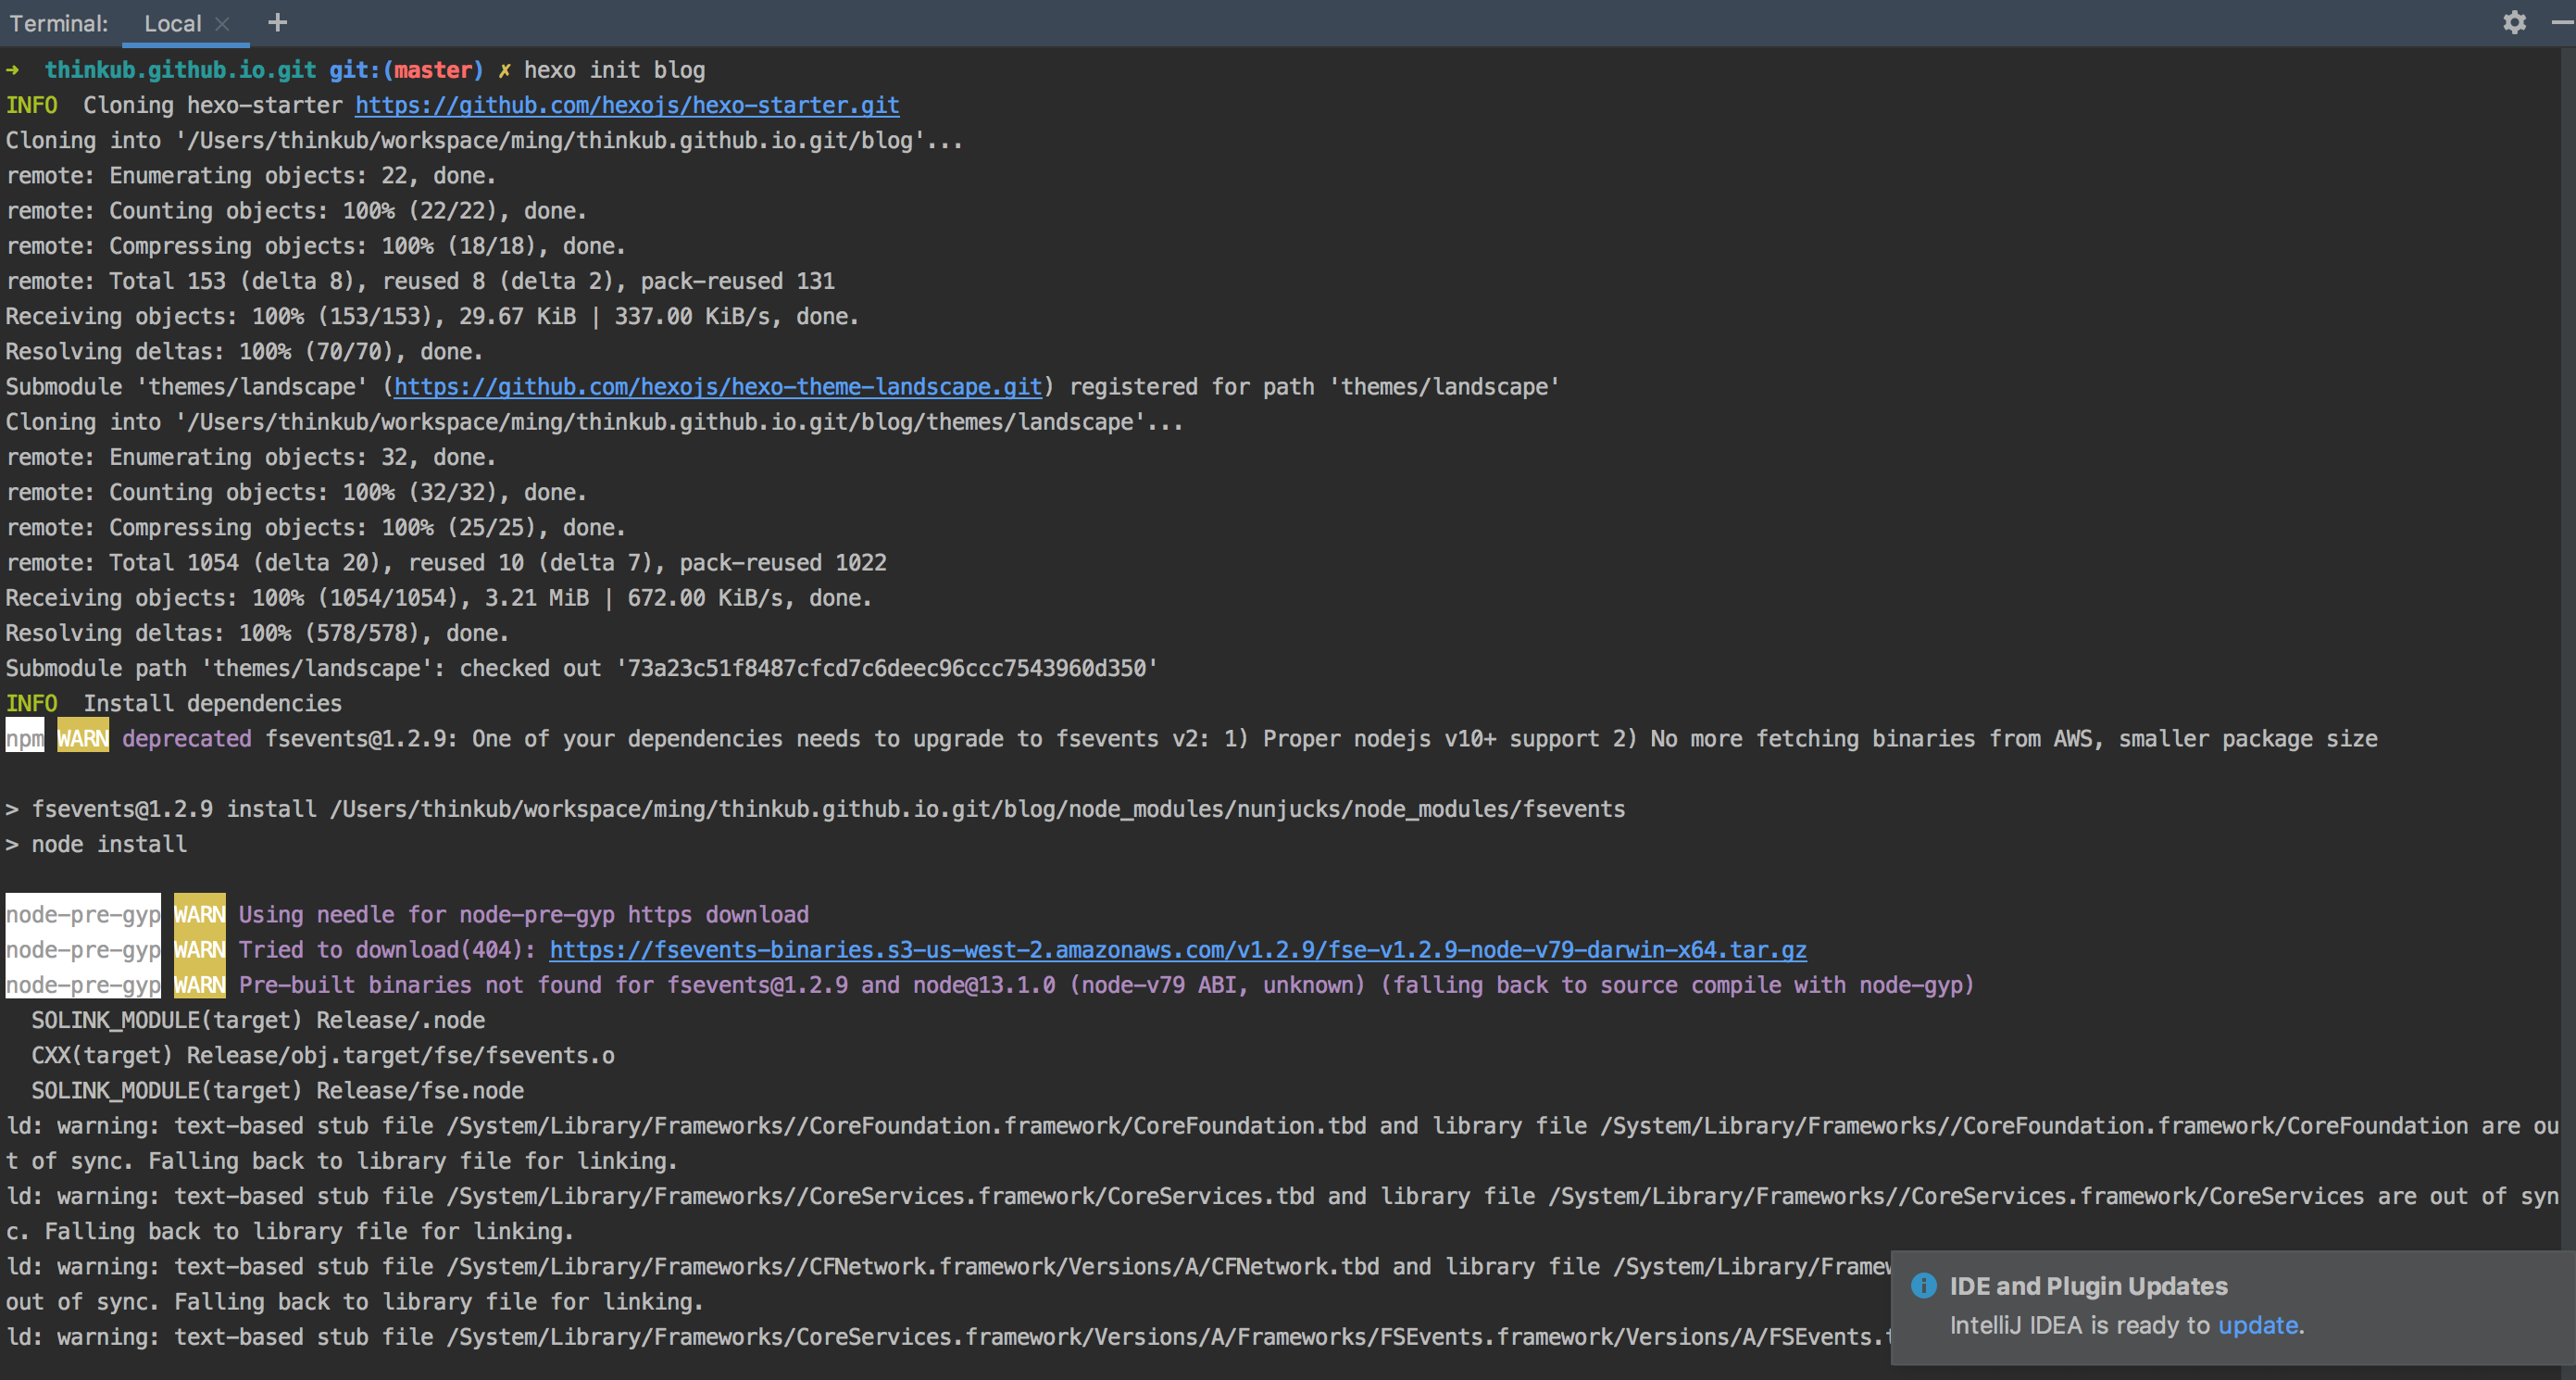 Terminal: Local × +
➜  thinkub.github.io.git git:(master) ✗ hexo init blog
INFO  Cloning hexo-starter https://github.com/hexojs/hexo-starter.git
Cloning into '/Users/thinkub/workspace/ming/thinkub.github.io.git/blog'...
remote: Enumerating objects: 22, done.
remote: Counting objects: 100% (22/22), done.
remote: Compressing objects: 100% (18/18), done.
remote: Total 153 (delta 8), reused 8 (delta 2), pack-reused 131
Receiving objects: 100% (153/153), 29.67 KiB | 337.00 KiB/s, done.
Resolving deltas: 100% (70/70), done.
Submodule 'themes/landscape' (https://github.com/hexojs/hexo-theme-landscape.git) registered for path 'themes/landscape'
Cloning into '/Users/thinkub/workspace/ming/thinkub.github.io.git/blog/themes/landscape'...
remote: Enumerating objects: 32, done.
remote: Counting objects: 100% (32/32), done.
remote: Compressing objects: 100% (25/25), done.
remote: Total 1054 (delta 20), reused 10 (delta 7), pack-reused 1022
Receiving objects: 100% (1054/1054), 3.21 MiB | 672.00 KiB/s, done.
Resolving deltas: 100% (578/578), done.
Submodule path 'themes/landscape': checked out '73a23c51f8487cfcd7c6deec96ccc7543960d350'
INFO  Install dependencies
npm WARN deprecated fsevents@1.2.9: One of your dependencies needs to upgrade to fsevents v2: 1) Proper nodejs v10+ support 2) No more fetching binaries from AWS, smaller package size
> fsevents@1.2.9 install /Users/thinkub/workspace/ming/thinkub.github.io.git/blog/node_modules/nunjucks/node_modules/fsevents
> node install
node-pre-gyp WARN Using needle for node-pre-gyp https download
node-pre-gyp WARN Tried to download(404): https://fsevents-binaries.s3-us-west-2.amazonaws.com/v1.2.9/fse-v1.2.9-node-v79-darwin-x64.tar.gz
node-pre-gyp WARN Pre-built binaries not found for fsevents@1.2.9 and node@13.1.0 (node-v79 ABI, unknown) (falling back to source compile with node-gyp)
  SOLINK_MODULE(target) Release/.node
  CXX(target) Release/obj.target/fse/fsevents.o
  SOLINK_MODULE(target) Release/fse.node
ld: warning: text-based stub file /System/Library/Frameworks//CoreFoundation.framework/CoreFoundation.tbd and library file /System/Library/Frameworks//CoreFoundation.framework/CoreFoundation are ou
t of sync. Falling back to library file for linking.
ld: warning: text-based stub file /System/Library/Frameworks//CoreServices.framework/CoreServices.tbd and library file /System/Library/Frameworks//CoreServices.framework/CoreServices are out of syn
c. Falling back to library file for linking.
ld: warning: text-based stub file /System/Library/Frameworks//CFNetwork.framework/Versions/A/CFNetwork.tbd and library file /System/Library/Framew
out of sync. Falling back to library file for linking.
ld: warning: text-based stub file /System/Library/Frameworks/CoreServices.framework/Versions/A/Frameworks/FSEvents.framework/Versions/A/FSEvents.t
IDE and Plugin Updates
IntelliJ IDEA is ready to update.